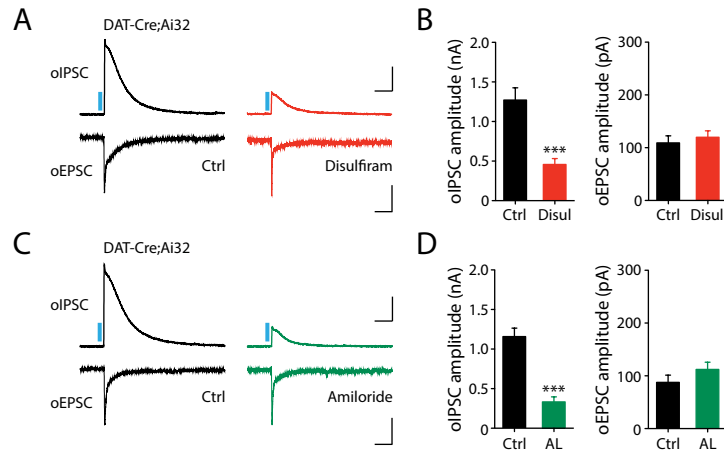 A
DAT-Cre;Ai32
oIPSC
oEPSC
Ctrl
Disulfiram
B
oIPSC amplitude (nA)
2.0
1.5
1.0
0.5
0
***
Ctrl Disul
oEPSC amplitude (pA)
300
200
100
0
Ctrl Disul
C
DAT-Cre;Ai32
oIPSC
oEPSC
Ctrl
Amiloride
D
oIPSC amplitude (nA)
2.0
1.5
1.0
0.5
0
***
Ctrl AL
oEPSC amplitude (pA)
300
200
100
0
Ctrl AL